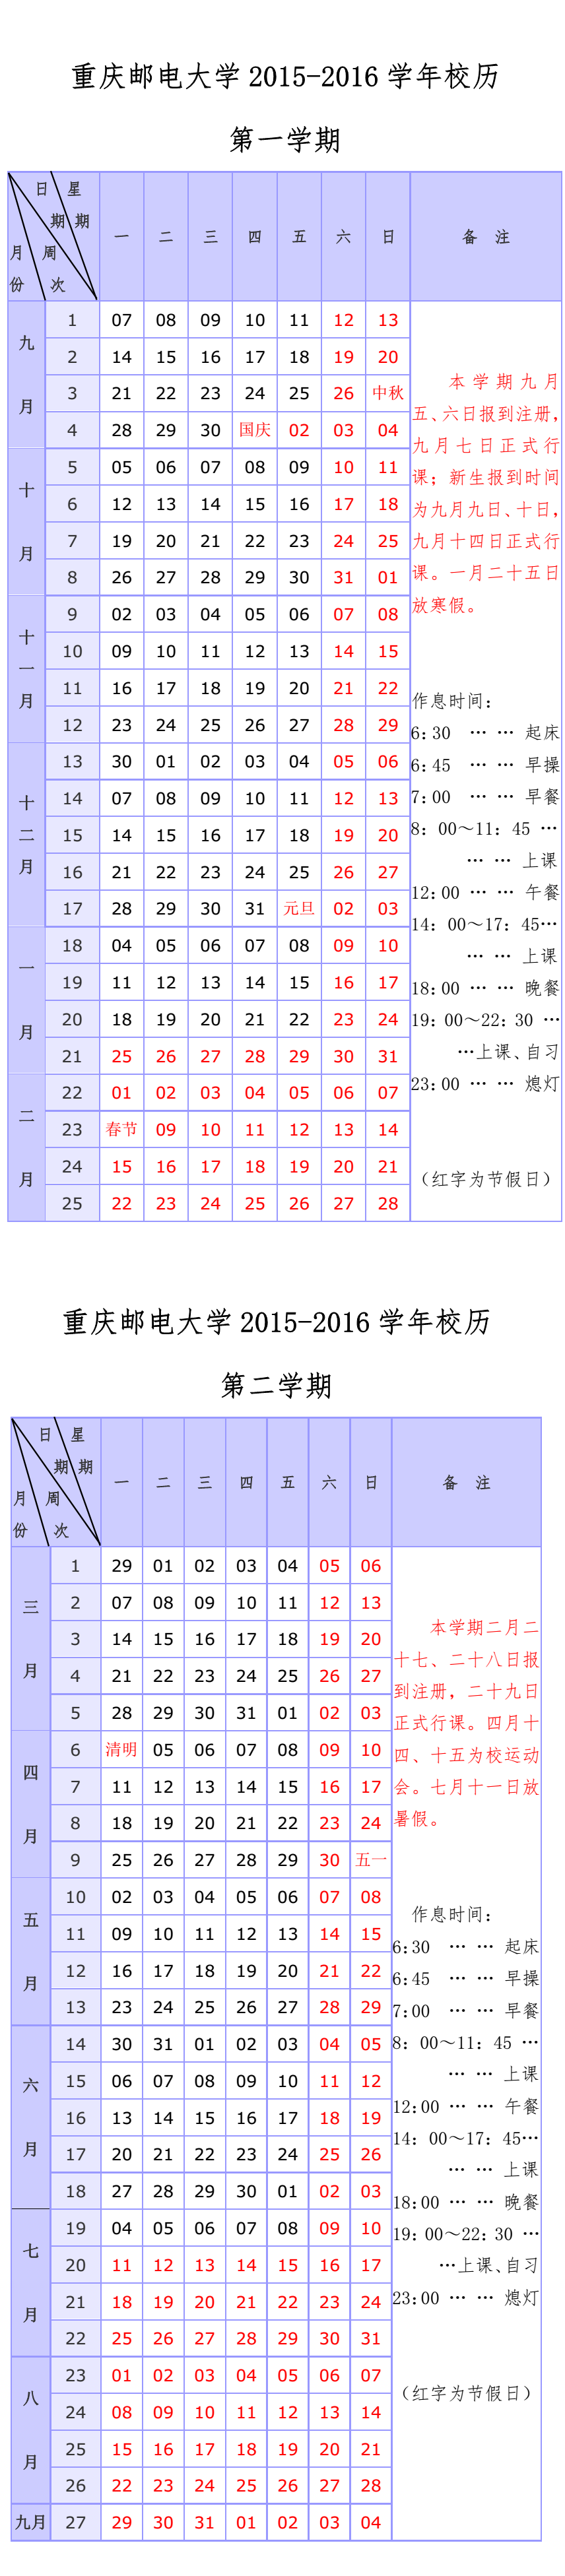 重庆邮电大学 2015-2016 学年校历
第一学期
日 星
期 期
月 周
份 次
一 二 三 四 五 六 日 备 注
九月
1 07 08 09 10 11 12 13
2 14 15 16 17 18 19 20
3 21 22 23 24 25 26 中秋
4 28 29 30 国庆 02 03 04
十月
5 05 06 07 08 09 10 11
6 12 13 14 15 16 17 18
7 19 20 21 22 23 24 25
8 26 27 28 29 30 31 01
十一月
9 02 03 04 05 06 07 08
10 09 10 11 12 13 14 15
11 16 17 18 19 20 21 22
12 23 24 25 26 27 28 29
十二月
13 30 01 02 03 04 05 06
14 07 08 09 10 11 12 13
15 14 15 16 17 18 19 20
16 21 22 23 24 25 26 27
17 28 29 30 31 元旦 02 03
一月
18 04 05 06 07 08 09 10
19 11 12 13 14 15 16 17
20 18 19 20 21 22 23 24
21 25 26 27 28 29 30 31
二月
22 01 02 03 04 05 06 07
23 春节 09 10 11 12 13 14
24 15 16 17 18 19 20 21
25 22 23 24 25 26 27 28
本学期九月
五、六日报到注册，
九月七日正式行
课；新生报到时间
为九月九日、十日，
九月十四日正式行
课。一月二十五日
放寒假。
作息时间：
6:30 … … 起床
6:45 … … 早操
7:00 … … 早餐
8：00～11：45 …
… … 上课
12:00 … … 午餐
14：00～17：45…
… … 上课
18:00 … … 晚餐
19：00～22：30 …
…上课、自习
23:00 … … 熄灯
（红字为节假日）
重庆邮电大学 2015-2016 学年校历
第二学期
日 星
期 期
月 周
份 次
一 二 三 四 五 六 日 备 注
三月
1 29 01 02 03 04 05 06
2 07 08 09 10 11 12 13
3 14 15 16 17 18 19 20
4 21 22 23 24 25 26 27
5 28 29 30 31 01 02 03
四月
6 清明 05 06 07 08 09 10
7 11 12 13 14 15 16 17
8 18 19 20 21 22 23 24
9 25 26 27 28 29 30 五一
五月
10 02 03 04 05 06 07 08
11 09 10 11 12 13 14 15
12 16 17 18 19 20 21 22
13 23 24 25 26 27 28 29
六月
14 30 31 01 02 03 04 05
15 06 07 08 09 10 11 12
16 13 14 15 16 17 18 19
17 20 21 22 23 24 25 26
18 27 28 29 30 01 02 03
七月
19 04 05 06 07 08 09 10
20 11 12 13 14 15 16 17
21 18 19 20 21 22 23 24
22 25 26 27 28 29 30 31
八月
23 01 02 03 04 05 06 07
24 08 09 10 11 12 13 14
25 15 16 17 18 19 20 21
26 22 23 24 25 26 27 28
九月 27 29 30 31 01 02 03 04
本学期二月二
十七、二十八日报
到注册，二十九日
正式行课。四月十
四、十五为校运动
会。七月十一日放
暑假。
作息时间：
6:30 … … 起床
6:45 … … 早操
7:00 … … 早餐
8：00～11：45 …
… … 上课
12:00 … … 午餐
14：00～17：45…
… … 上课
18:00 … … 晚餐
19：00～22：30 …
…上课、自习
23:00 … … 熄灯
（红字为节假日）